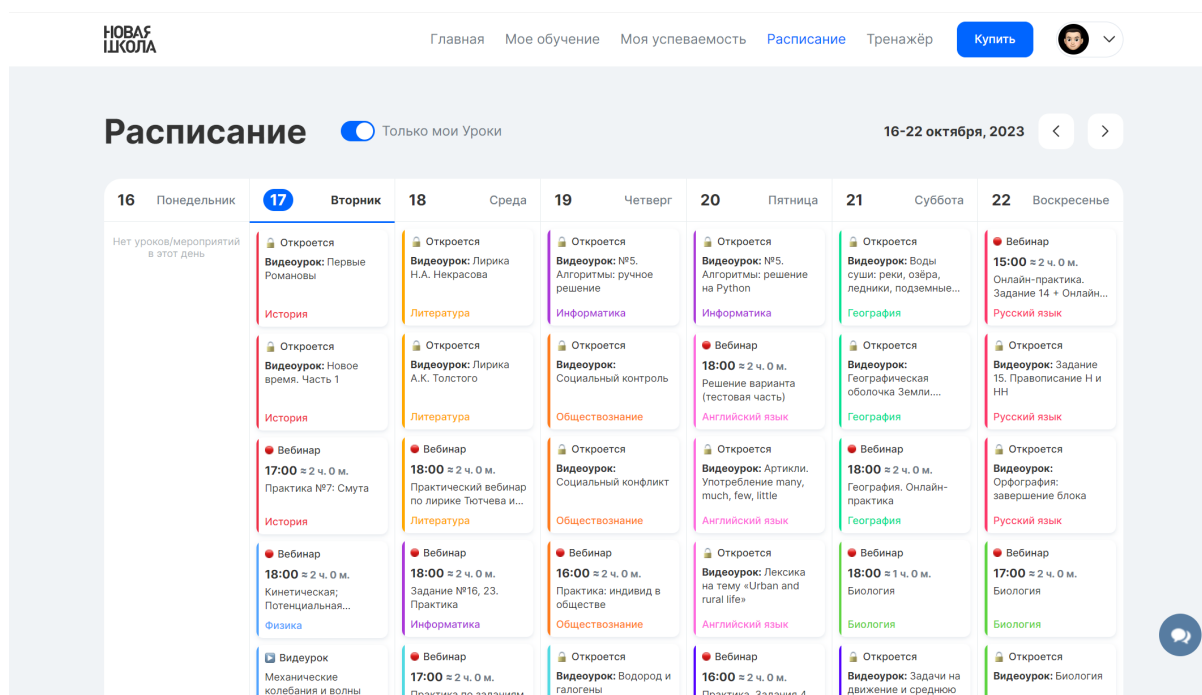 НОВАЯ
ШКОЛА
Главная Мое обучение Моя успеваемость Расписание Тренажёр Купить
Расписание Только мои Уроки 16-22 октября, 2023
16 Понедельник
Нет уроков/мероприятий
в этот день
17 Вторник
Откроется
Видеоурок: Первые
Романовы
История
Откроется
Видеоурок: Новое
время. Часть 1
История
Вебинар
17:00 ≈ 2 ч. 0 м.
Практика №7: Смута
История
Вебинар
18:00 ≈ 2 ч. 0 м.
Кинетическая;
Потенциальная...
Физика
Видеурок
Механические
колебания и волны
18 Среда
Откроется
Видеоурок: Лирика
Н.А. Некрасова
Литература
Откроется
Видеоурок: Лирика
А.К. Толстого
Литература
Вебинар
18:00 ≈ 2 ч. 0 м.
Практический вебинар
по лирике Тютчева и...
Литература
Вебинар
18:00 ≈ 2 ч. 0 м.
Задание №16, 23.
Практика
Информатика
Вебинар
17:00 ≈ 2 ч. 0 м.
Практика по заданиям
19 Четверг
Откроется
Видеоурок: №5.
Алгоритмы: ручное
решение
Информатика
Откроется
Видеоурок:
Социальный контроль
Обществознание
Откроется
Видеоурок:
Социальный конфликт
Обществознание
Вебинар
16:00 ≈ 2 ч. 0 м.
Практика: индивид в
обществе
Обществознание
Откроется
Видеоурок: Водород и
галогены
20 Пятница
Откроется
Видеоурок: №5.
Алгоритмы: решение
на Python
Информатика
Вебинар
18:00 ≈ 2 ч. 0 м.
Решение варианта
(тестовая часть)
Английский язык
Откроется
Видеоурок: Артикли.
Употребление many,
much, few, little
Английский язык
Откроется
Видеоурок: Лексика
на тему «Urban and
rural life»
Английский язык
Вебинар
16:00 ≈ 2 ч. 0 м.
Практика. Задания 4
21 Суббота
Откроется
Видеоурок: Воды
суши: реки, озёра,
ледники, подземные...
География
Откроется
Видеоурок:
Географическая
оболочка Земли....
География
Вебинар
18:00 ≈ 2 ч. 0 м.
География. Онлайн-
практика
География
Вебинар
18:00 ≈ 1 ч. 0 м.
Биология
Биология
Откроется
Видеоурок: Задачи на
движение и среднюю
22 Воскресенье
Вебинар
15:00 ≈ 2 ч. 0 м.
Онлайн-практика.
Задание 14 + Онлайн...
Русский язык
Откроется
Видеоурок: Задание
15. Правописание Н и
НН
Русский язык
Откроется
Видеоурок:
Орфография:
завершение блока
Русский язык
Вебинар
17:00 ≈ 2 ч. 0 м.
Биология
Биология
Откроется
Видеоурок: Биология